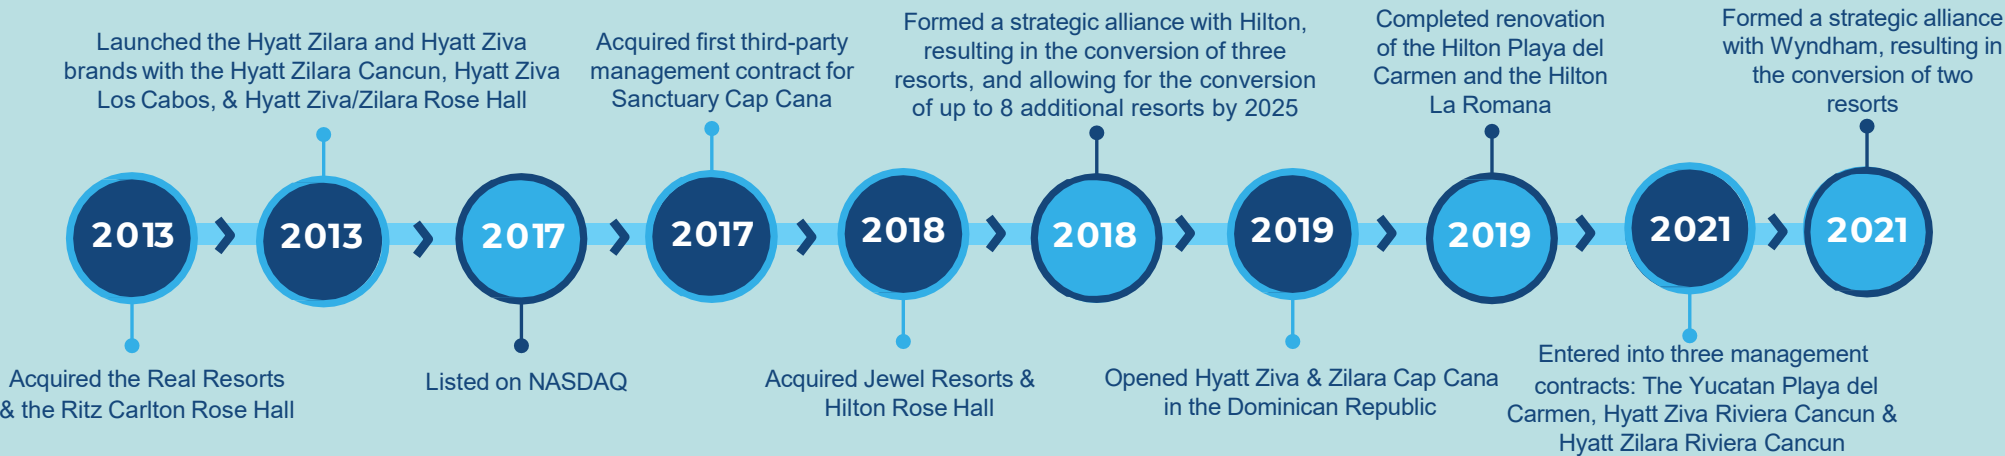 2013
Acquired the Real Resorts
& the Ritz Carlton Rose Hall
Launched the Hyatt Zilara and Hyatt Ziva
brands with the Hyatt Zilara Cancun, Hyatt Ziva
Los Cabos, & Hyatt Ziva/Zilara Rose Hall
2013
2017
Listed on NASDAQ
Acquired first third-party
management contract for
Sanctuary Cap Cana
2017
2018
Acquired Jewel Resorts &
Hilton Rose Hall
Formed a strategic alliance with Hilton,
resulting in the conversion of three
resorts, and allowing for the conversion
of up to 8 additional resorts by 2025
2018
2019
Opened Hyatt Ziva & Zilara Cap Cana
in the Dominican Republic
Completed renovation
of the Hilton Playa del
Carmen and the Hilton
La Romana
2019
2021
Entered into three management
contracts: The Yucatan Playa del
Carmen, Hyatt Ziva Riviera Cancun &
Hyatt Zilara Riviera Cancun
Formed a strategic alliance
with Wyndham, resulting in
the conversion of two
resorts
2021